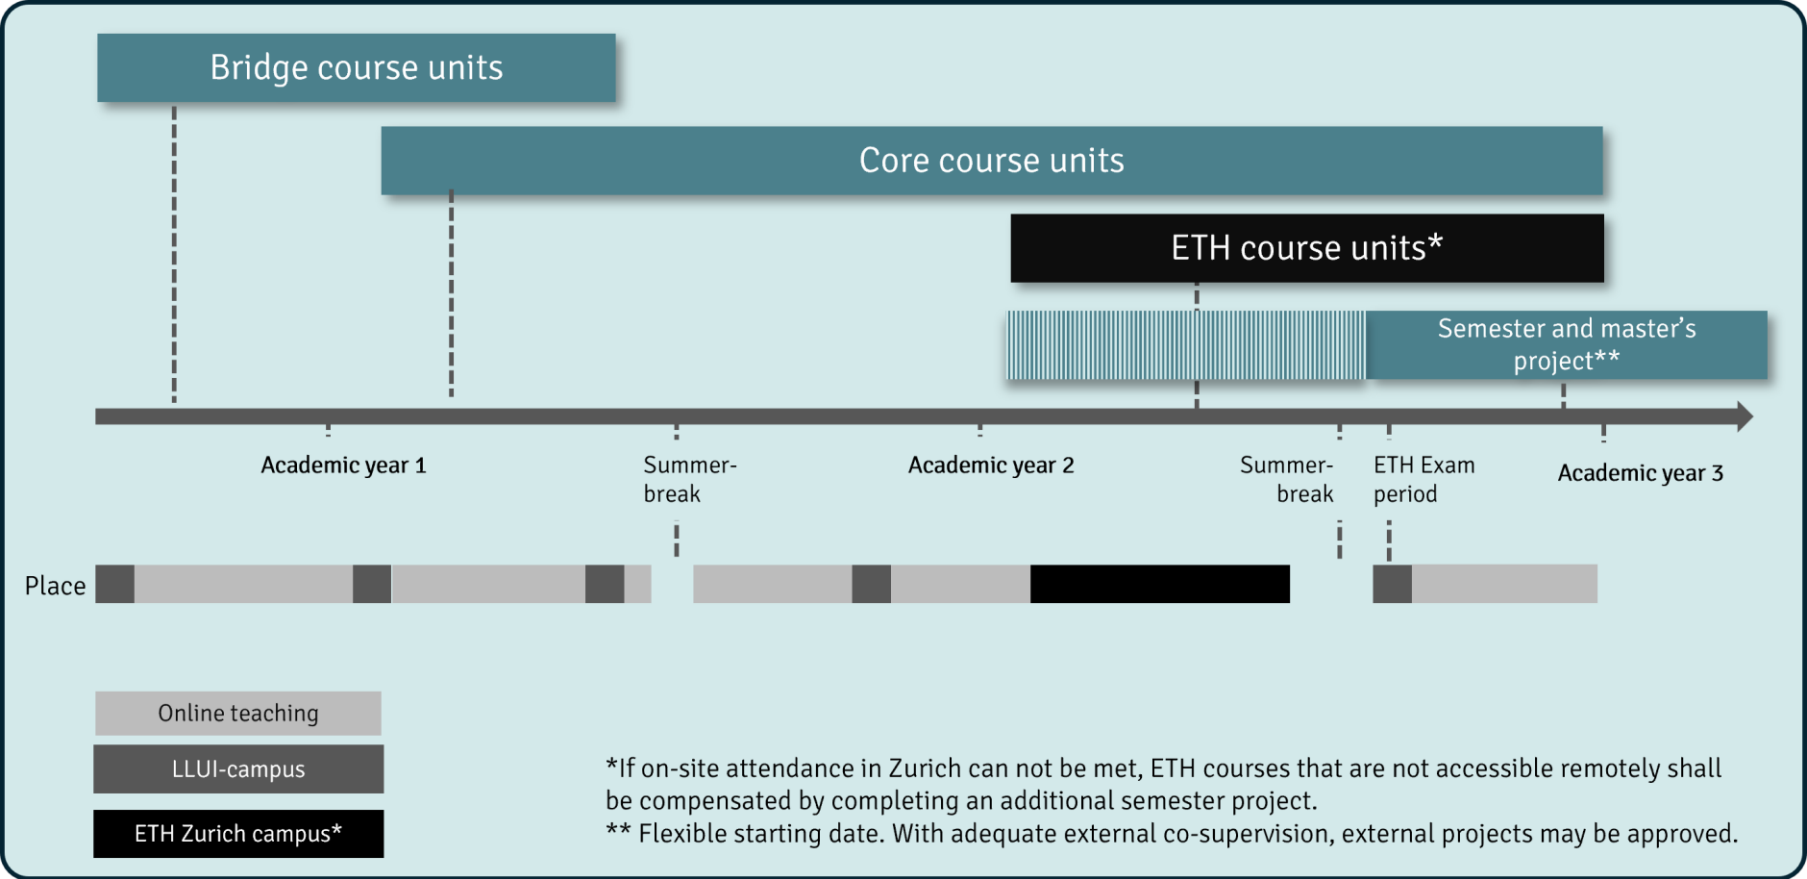 Bridge course units
Core course units
ETH course units*
Semester and master's
project**
Academic year 1
Summer-
break
Academic year 2
Summer-
break
ETH Exam
period
Academic year 3
Place
Online teaching
LLUI-campus
ETH Zurich campus*
*If on-site attendance in Zurich can not be met, ETH courses that are not accessible remotely shall
be compensated by completing an additional semester project.
** Flexible starting date. With adequate external co-supervision, external projects may be approved.